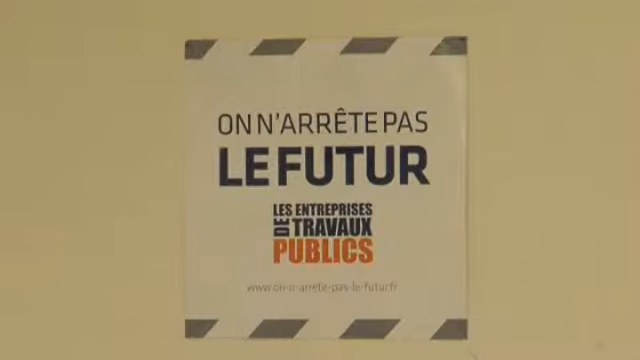 ON N'ARRÊTE PAS
LE FUTUR
LES ENTREPRISES
DE TRAVAUX
PUBLICS
www.on-n-arrete-pas-le-futur.fr